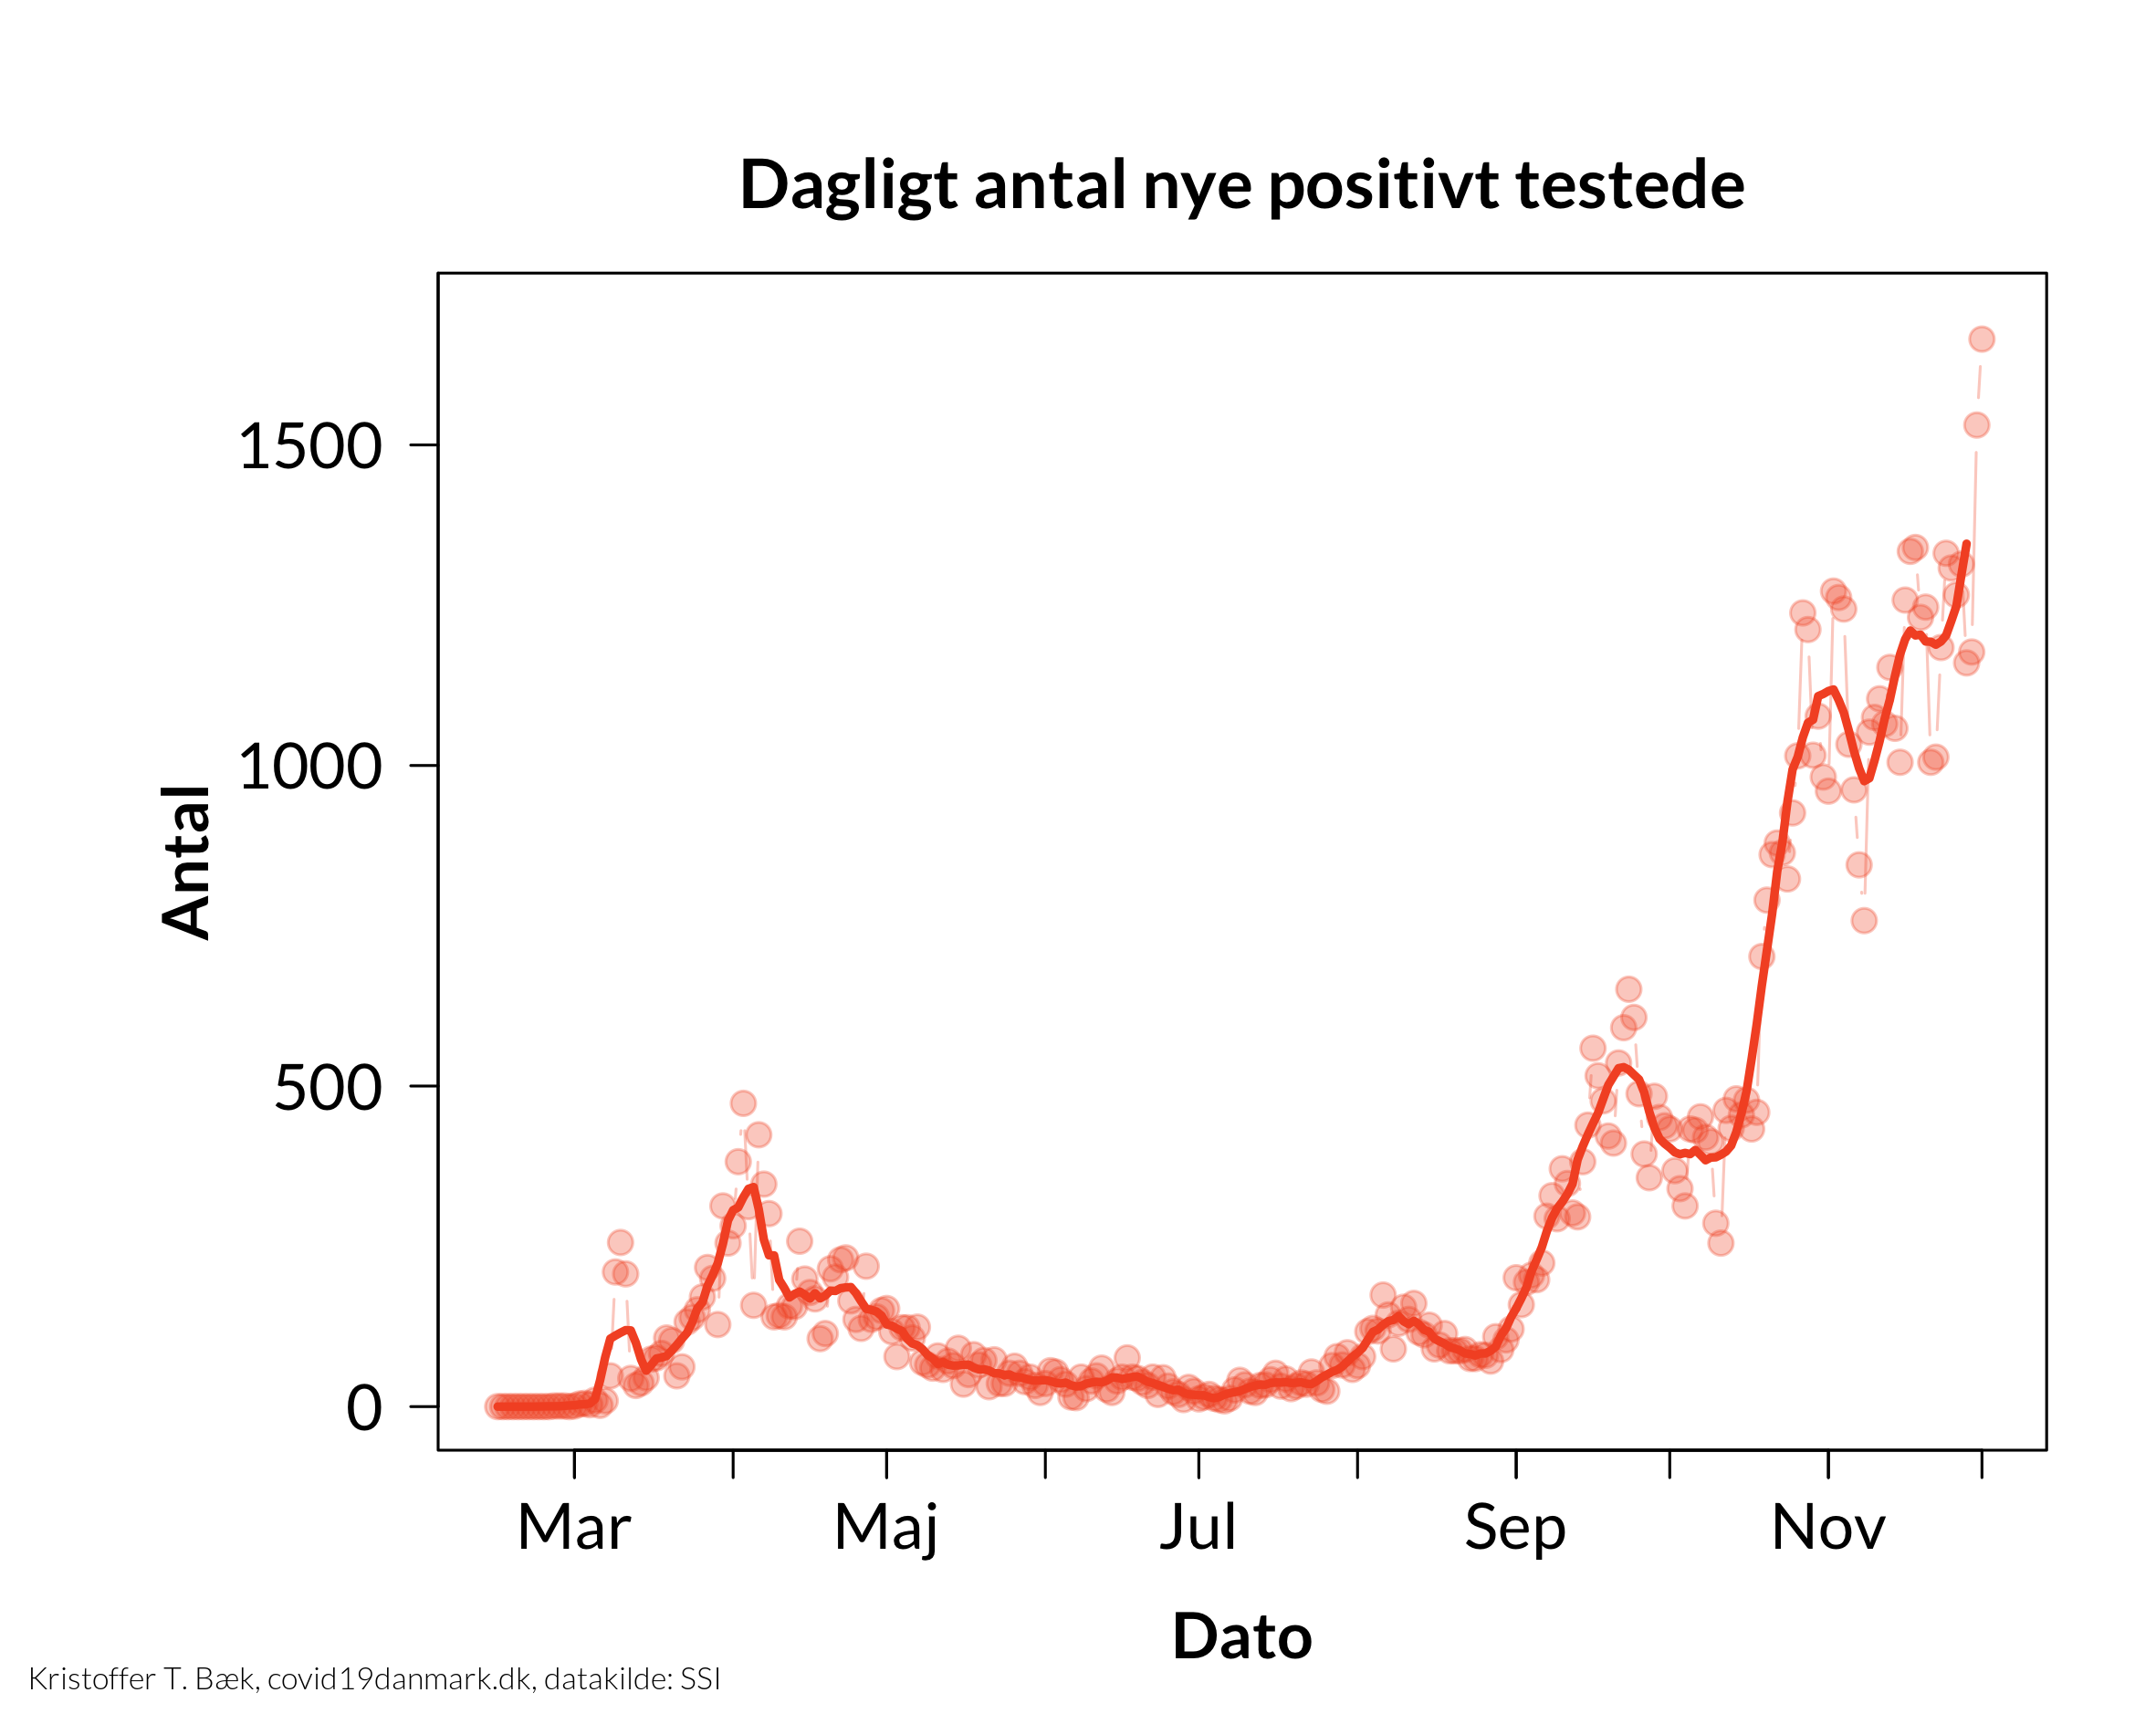 Dagligt antal nye positivt testede
1500
1000
500
0
Antal
Mar Maj Jul Sep Nov
Dato
Kristoffer T. Bæk, covid19danmark.dk, datakilde: SSI